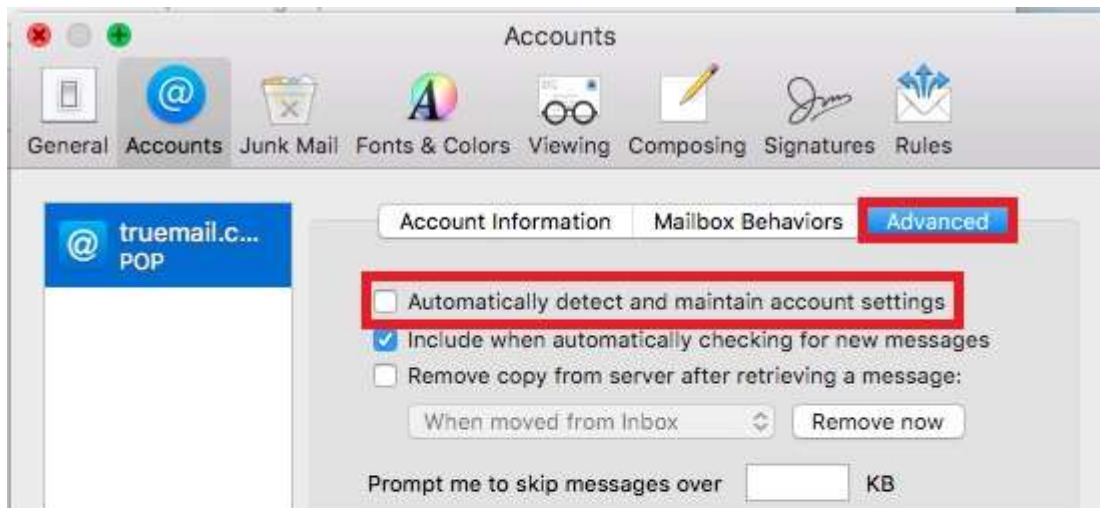 Accounts
General Accounts Junk Mail Fonts & Colors Viewing Composing Signatures Rules
truemail.c...
POP
Account Information Mailbox Behaviors Advanced
Automatically detect and maintain account settings
Include when automatically checking for new messages
Remove copy from server after retrieving a message:
When moved from Inbox Remove now
Prompt me to skip messages over KB